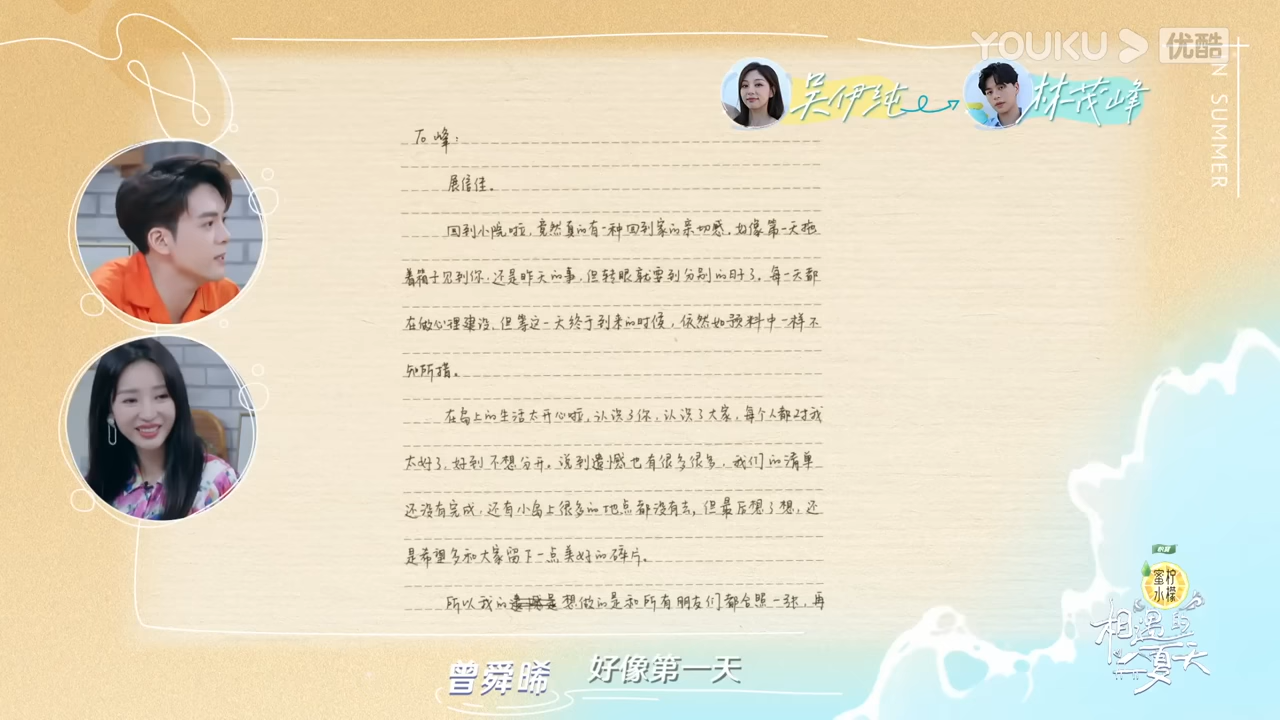 YOUKU 优酷
IN SUMMER
吴伊纯 林茂峰
石峰：
展信佳。
回到小院啦，竟然真的有一种回到家的亲切感，好像第一天拖
着箱子见到你还是昨天的事，但转眼就要到分别的日子了。每一天都
在做心理建设，但等这一天终于到来的时候，依然如预料中一样不
知所措。
在岛上的生活太开心啦，认识了你，认识了大家，每个人都对我
太好了，好到不想分开。说到遗憾也有很多很多，我们的清单
还没有完成，还有小岛上很多的地点都没有去，但最后想了想，还
是希望多和大家留下一点美好的碎片。
所以我的 想做的是和所有朋友们都合照一张，再
小青
蜜柠
小檬
相遇的
夏天
曾舜晞 好像第一天